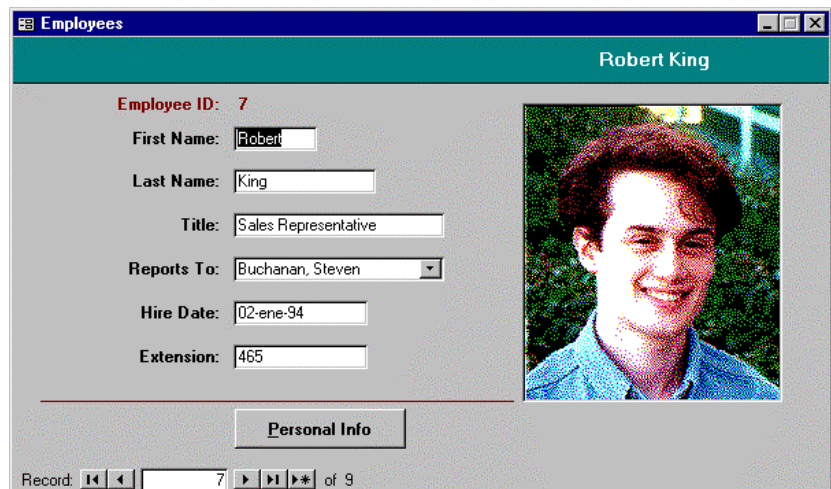 Employees
Robert King
Employee ID: 7
First Name: Robert
Last Name: King
Title: Sales Representative
Reports To: Buchanan, Steven
Hire Date: 02-ene-94
Extension: 465
Personal Info
Record: 7 of 9